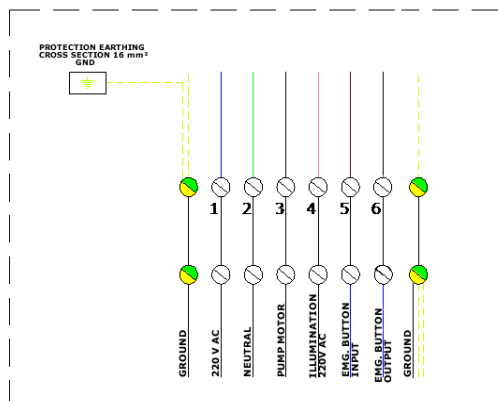 PROTECTION EARTHING
CROSS SECTION 16 mm²
GND
1
2
3
4
5
6
GROUND
220 V AC
NEUTRAL
PUMP MOTOR
ILLUMINATION
220V AC
EMG. BUTTON
INPUT
EMG. BUTTON
OUTPUT
GROUND